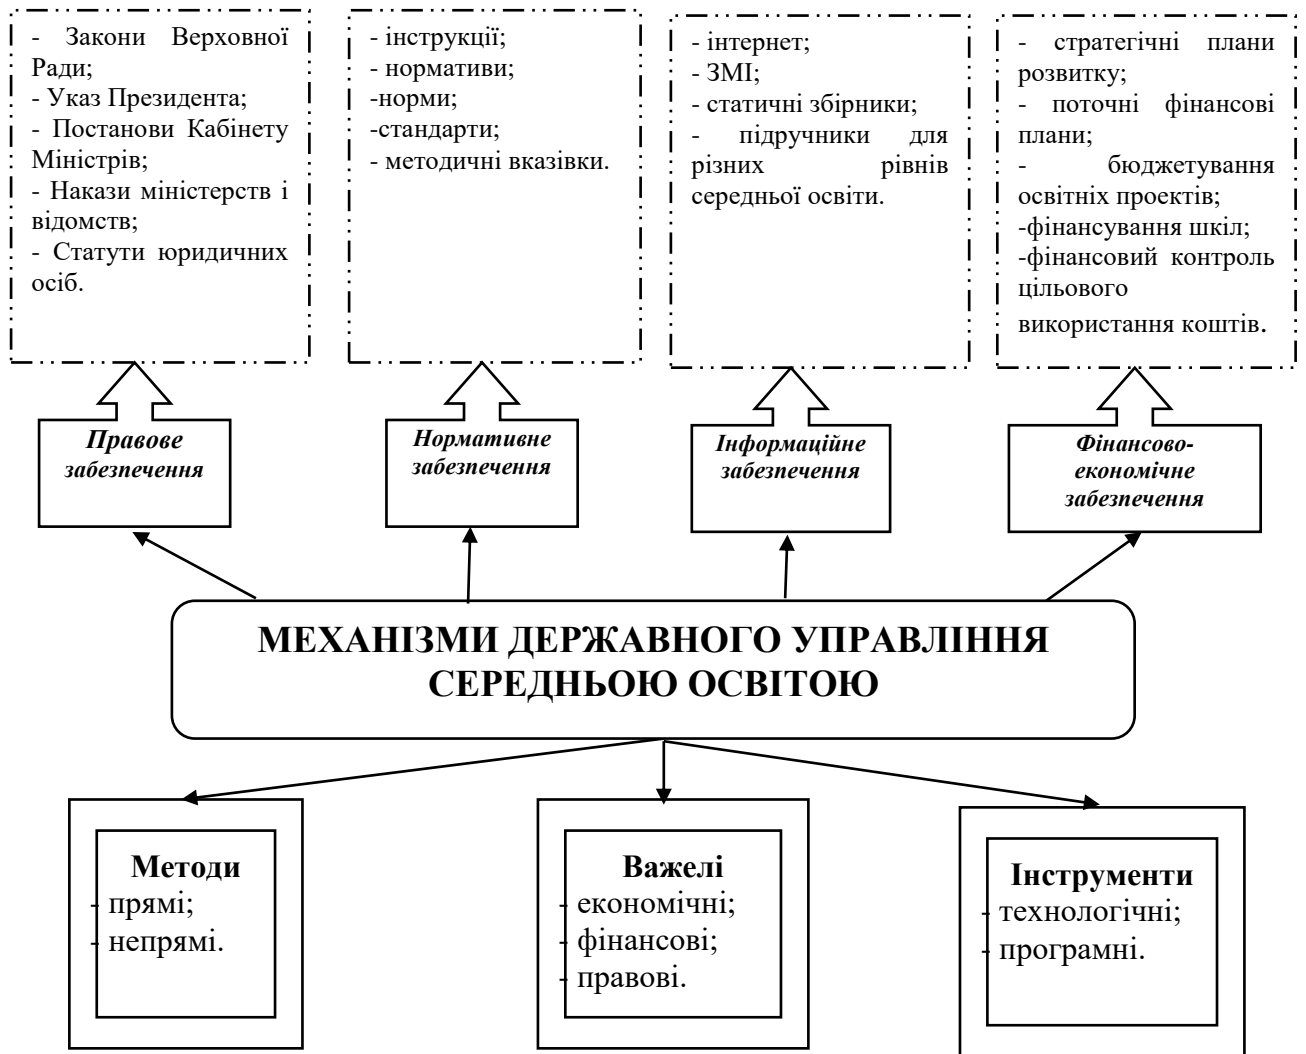 - Закони Верховної
Ради;
- Указ Президента;
- Постанови Кабінету
Міністрів;
- Накази міністерств і
відомств;
- Статути юридичних
осіб.
- інструкції;
- нормативи;
-норми;
-стандарти;
- методичні вказівки.
- інтернет;
- ЗМІ;
- статичні збірники;
- підручники для
різних рівнів
середньої освіти.
- стратегічні плани
розвитку;
- поточні фінансові
плани;
- бюджетування
освітніх проектів;
-фінансування шкіл;
-фінансовий контроль
цільового
використання коштів.
Правове
забезпечення
Нормативне
забезпечення
Інформаційне
забезпечення
Фінансово-
економічне
забезпечення
МЕХАНІЗМИ ДЕРЖАВНОГО УПРАВЛІННЯ
СЕРЕДНЬОЮ ОСВІТОЮ
Методи
- прямі;
- непрямі.
Важелі
- економічні;
- фінансові;
- правові.
Інструменти
- технологічні;
- програмні.